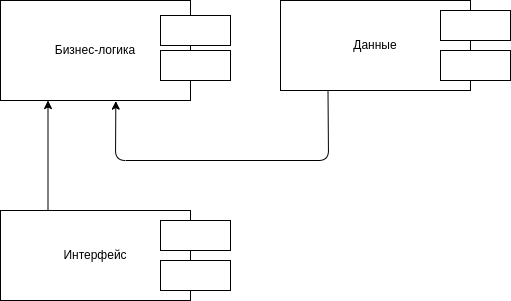 Бизнес-логика
Данные
Интерфейс